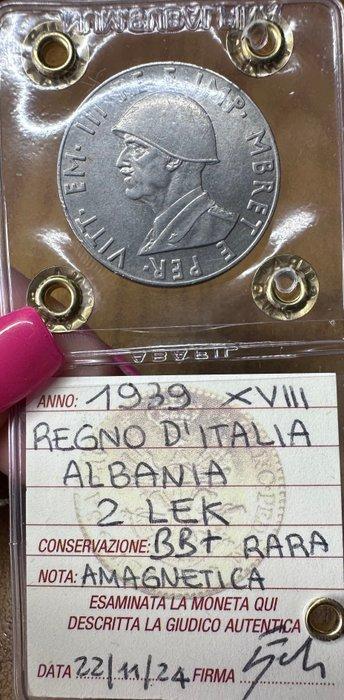 VITT·EM·III RE E IMP· MBRET E PER·
ANNO: 1939 XVIII
REGNO D'ITALIA
ALBANIA
2 LEK
CONSERVAZIONE: BB+ RARA
NOTA: AMAGNETICA
ESAMINATA LA MONETA QUI
DESCRITTA LA GIUDICO AUTENTICA
DATA 22/11/24 FIRMA